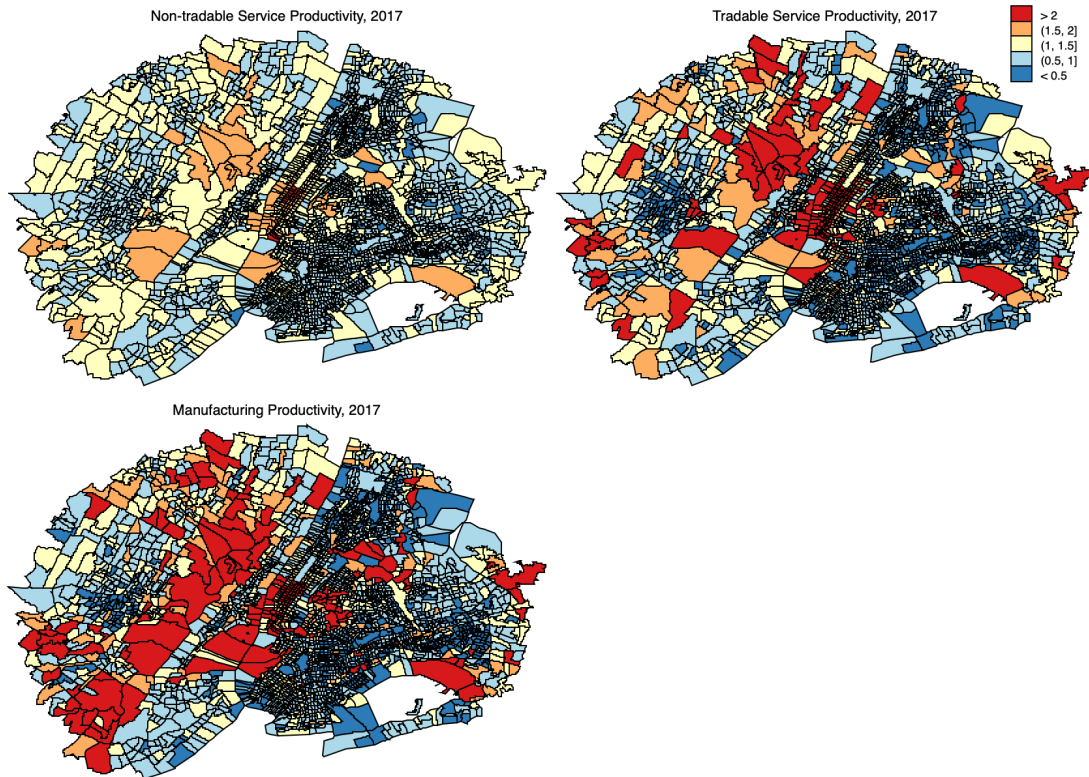 Non-tradable Service Productivity, 2017
Tradable Service Productivity, 2017
> 2
(1.5, 2]
(1, 1.5]
(0.5, 1]
< 0.5
Manufacturing Productivity, 2017